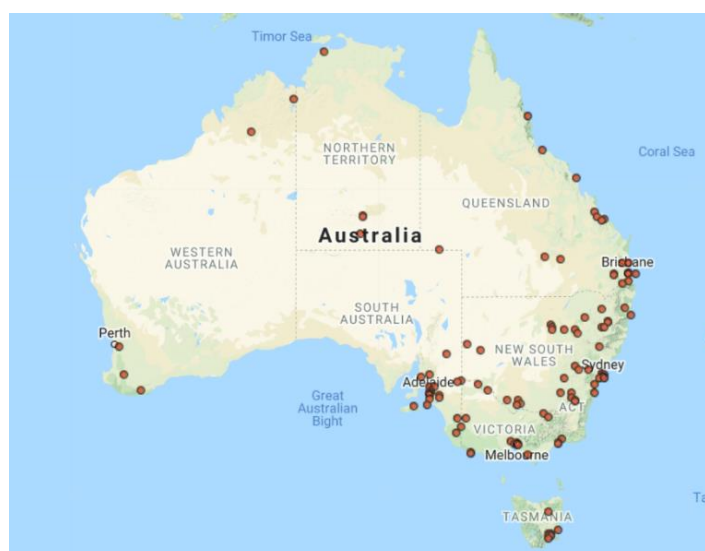 Timor Sea
NORTHERN
TERRITORY
Coral Sea
QUEENSLAND
Australia
WESTERN
AUSTRALIA
Brisbane
SOUTH
AUSTRALIA
Perth
NEW SOUTH
WALES
Sydney
Adelaide
Great
Australian
Bight
ACT
VICTORIA
Melbourne
Ta
TASMANIA